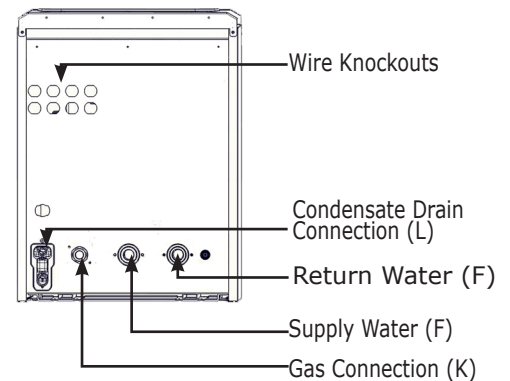 Wire Knockouts
Condensate Drain
Connection (L)
Return Water (F)
Supply Water (F)
Gas Connection (K)